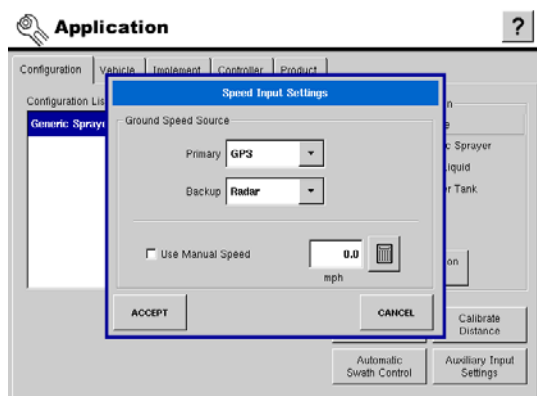 Application
?
Configuration Vehicle Implement Controller Product
Configuration Lis
Generic Spraye
Speed Input Settings
Ground Speed Source
Primary GPS
Backup Radar
Use Manual Speed 0.0
mph
ACCEPT CANCEL
n
e
c Sprayer
Liquid
r Tank
on
Calibrate
Distance
Automatic
Swath Control
Auxiliary Input
Settings